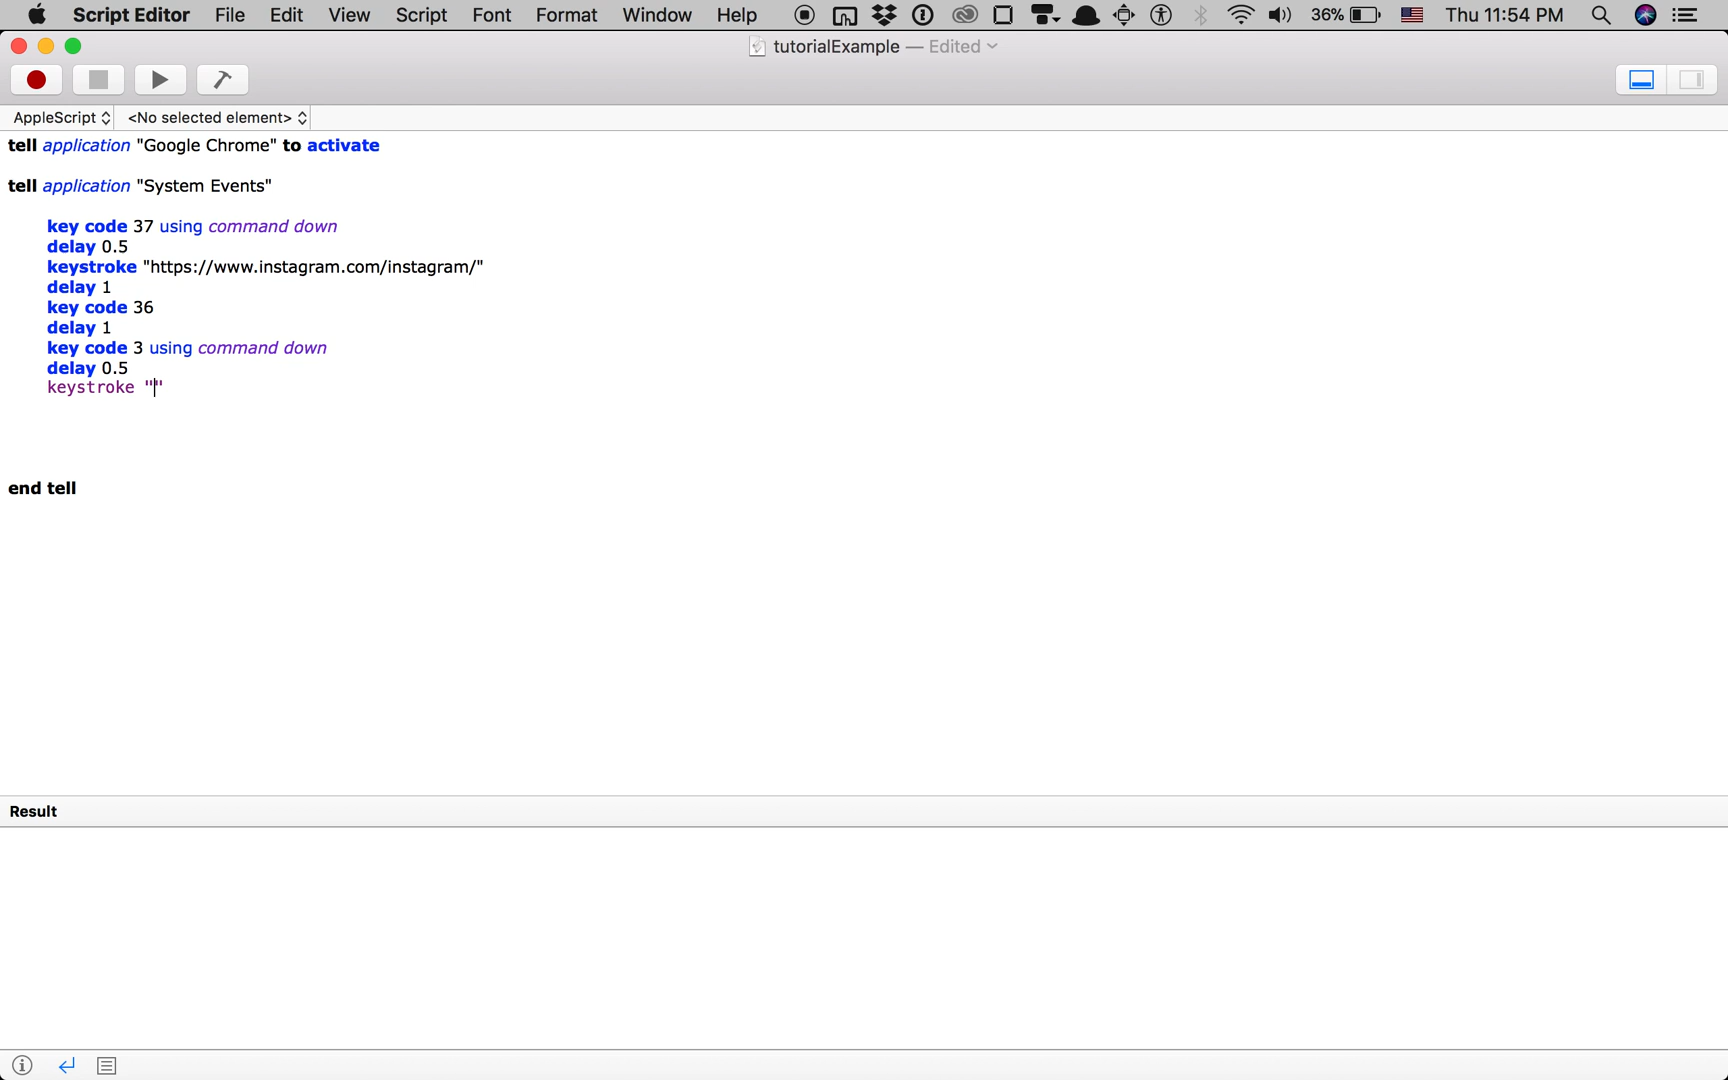 Script Editor File Edit View Script Font Format Window Help 36% Thu 11:54 PM
tutorialExample — Edited
AppleScript <No selected element>
tell application "Google Chrome" to activate
tell application "System Events"
key code 37 using command down
delay 0.5
keystroke "https://www.instagram.com/instagram/"
delay 1
key code 36
delay 1
key code 3 using command down
delay 0.5
keystroke ""
end tell
Result